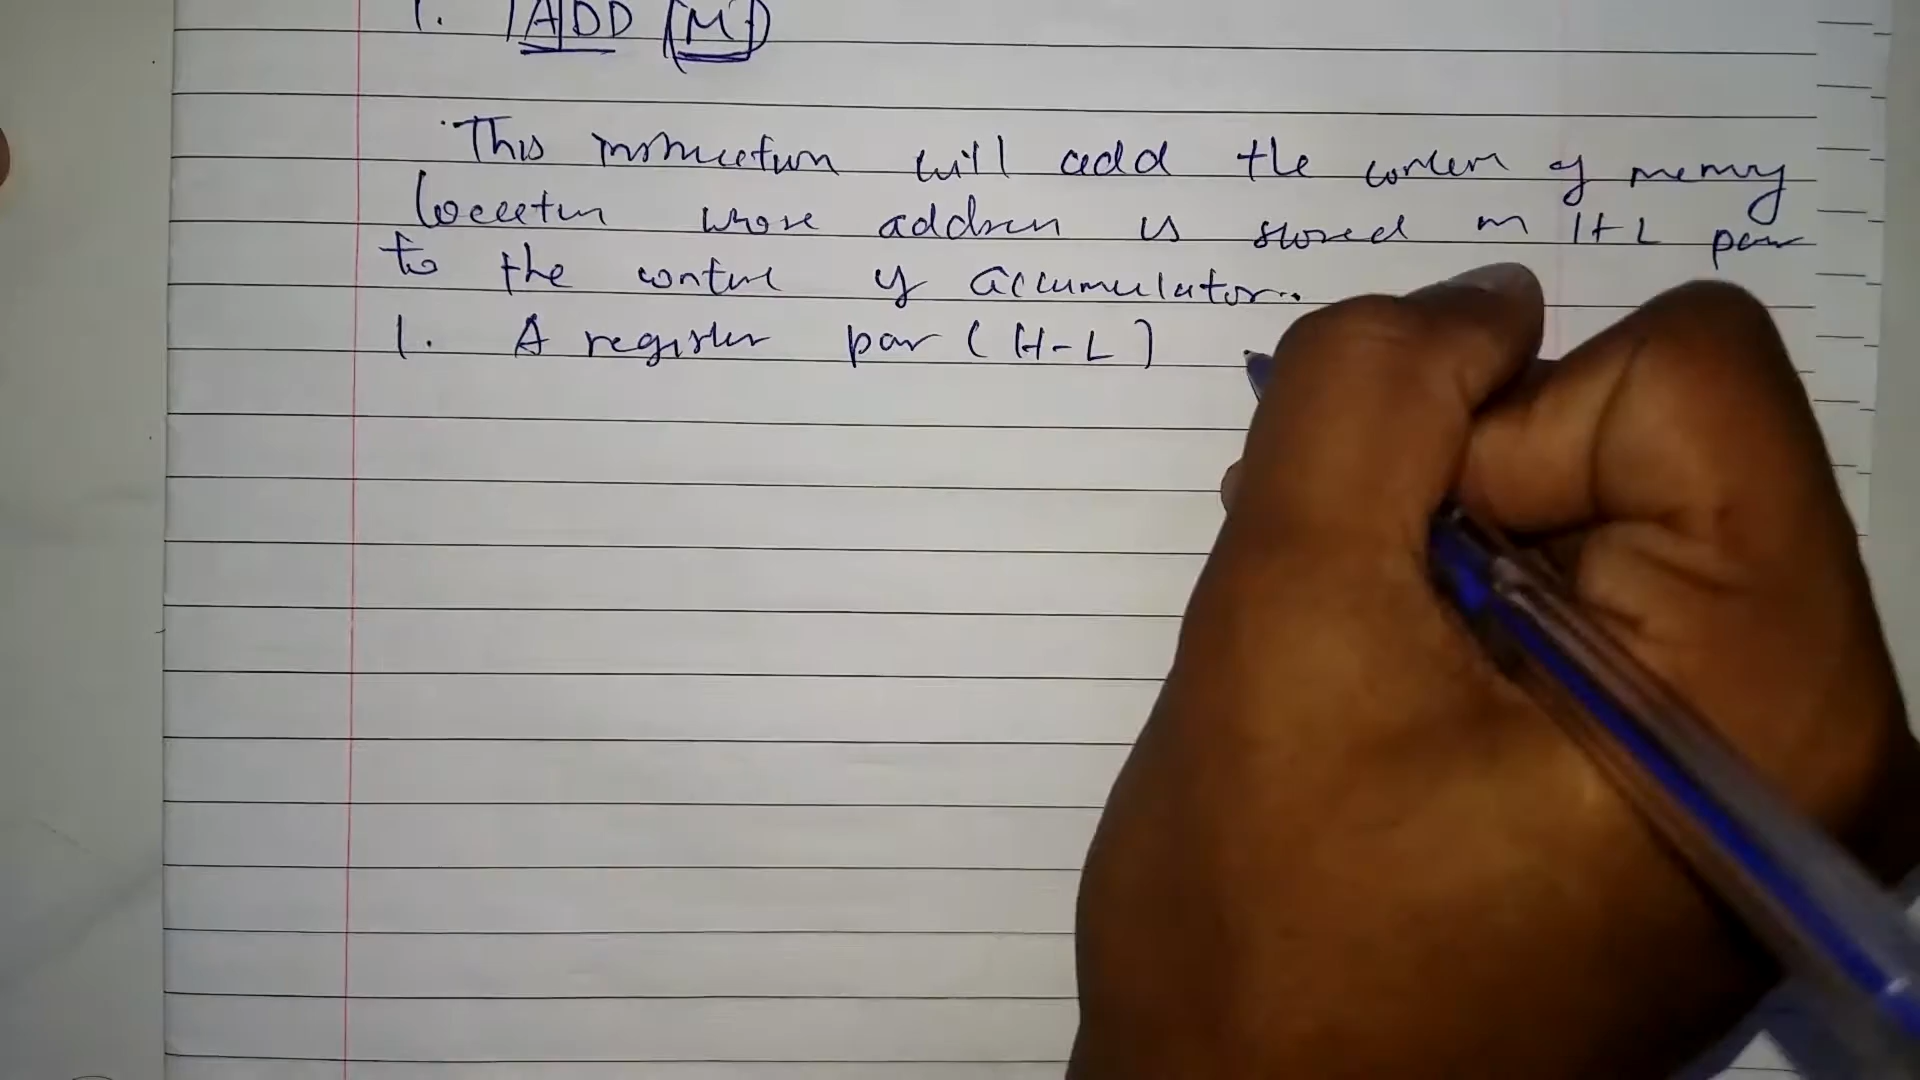 1. ADD (M)
This instruction will add the content of memory
location whose address is stored in H-L pair
to the content of accumulator.
1. A register pair (H-L)